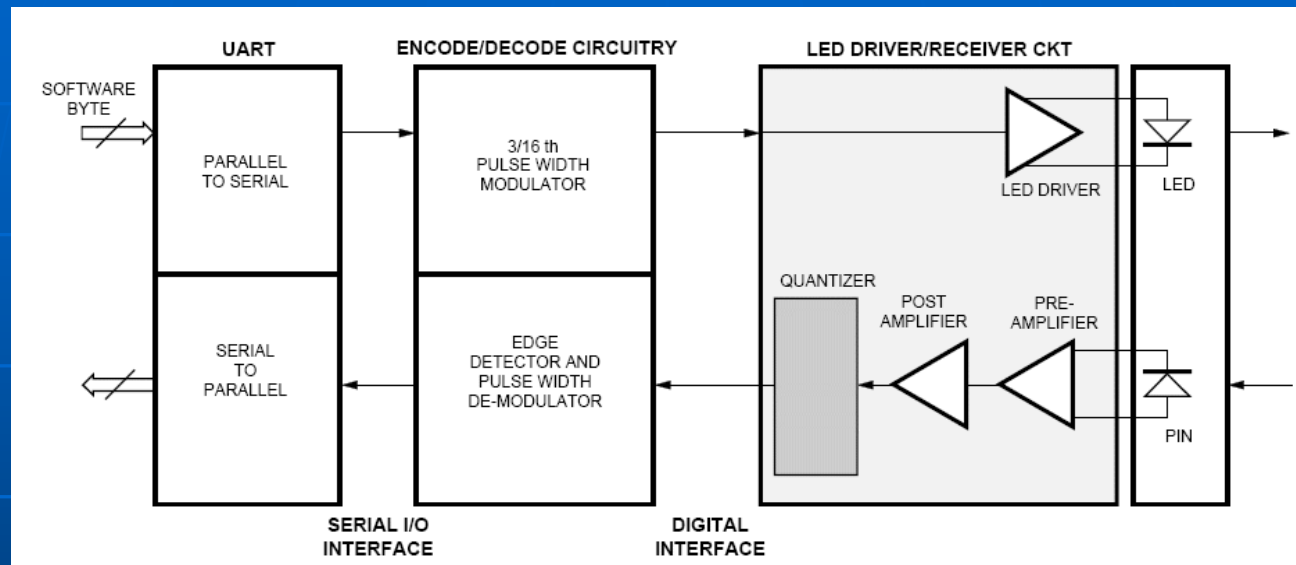 UART
ENCODE/DECODE CIRCUITRY
LED DRIVER/RECEIVER CKT
SOFTWARE
BYTE
PARALLEL
TO SERIAL
3/16 th
PULSE WIDTH
MODULATOR
LED DRIVER
LED
SERIAL
TO
PARALLEL
EDGE
DETECTOR AND
PULSE WIDTH
DE-MODULATOR
QUANTIZER
POST
AMPLIFIER
PRE-
AMPLIFIER
PIN
SERIAL I/O
INTERFACE
DIGITAL
INTERFACE